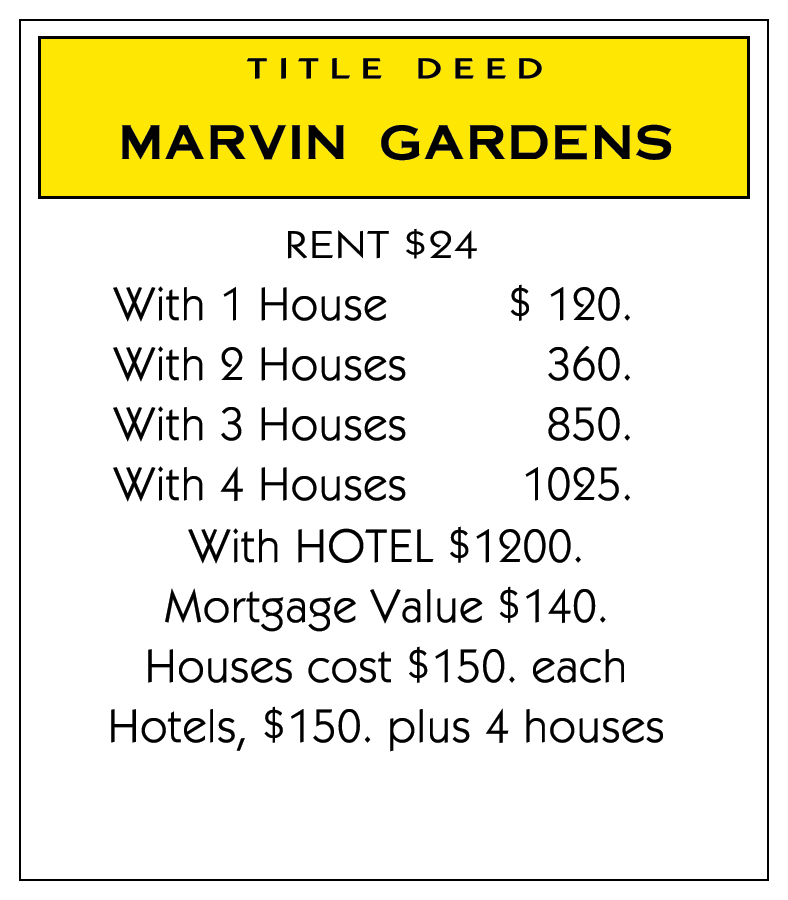 TITLE DEED
MARVIN GARDENS
RENT $24
With 1 House $ 120.
With 2 Houses 360.
With 3 Houses 850.
With 4 Houses 1025.
With HOTEL $1200.
Mortgage Value $140.
Houses cost $150. each
Hotels, $150. plus 4 houses